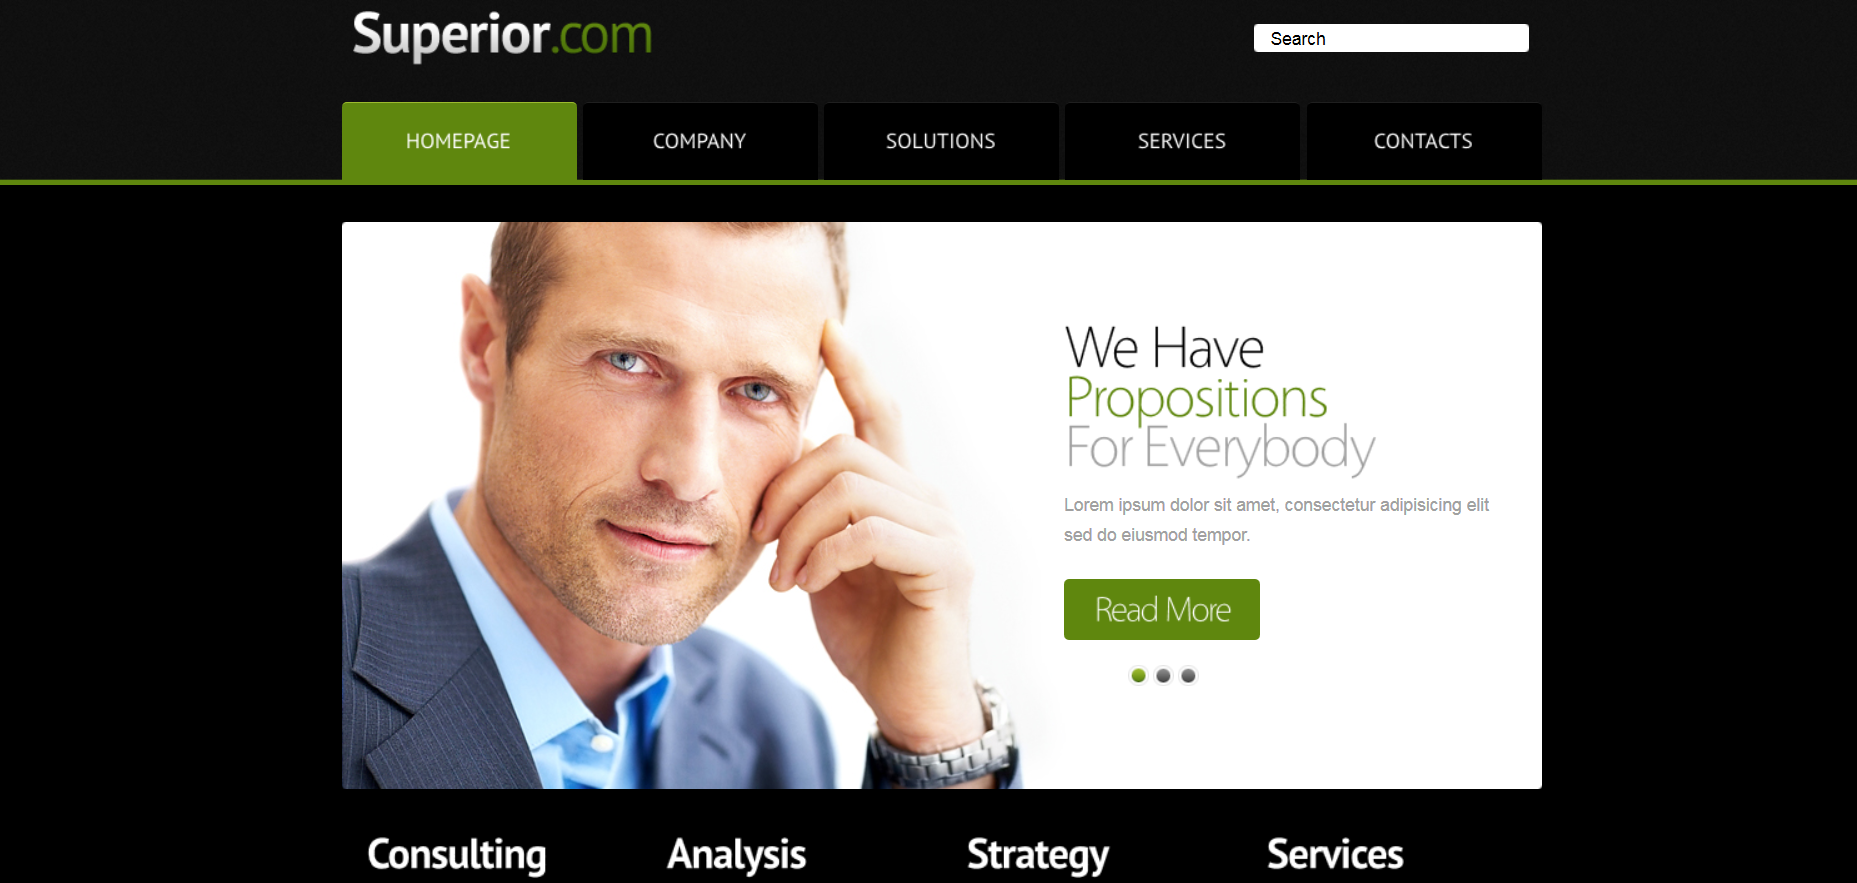 Superior.com
Search
HOMEPAGE
COMPANY
SOLUTIONS
SERVICES
CONTACTS
We Have
Propositions
For Everybody
Lorem ipsum dolor sit amet, consectetur adipisicing elit
sed do eiusmod tempor.
Read More
Consulting
Analysis
Strategy
Services